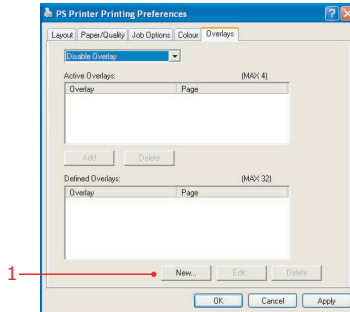 PS Printer Printing Preferences
Layout Paper/Quality Job Options Colour Overlays
Disable Overlay
Active Overlays: (MAX 4)
Overlay Page
Add Delete
Defined Overlays: (MAX 32)
Overlay Page
1 New... Edit... Delete
OK Cancel Apply